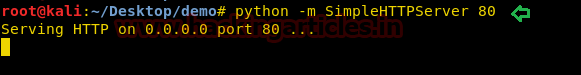 root@kali:~/Desktop/demo# python -m SimpleHTTPServer 80
Serving HTTP on 0.0.0.0 port 80 ...